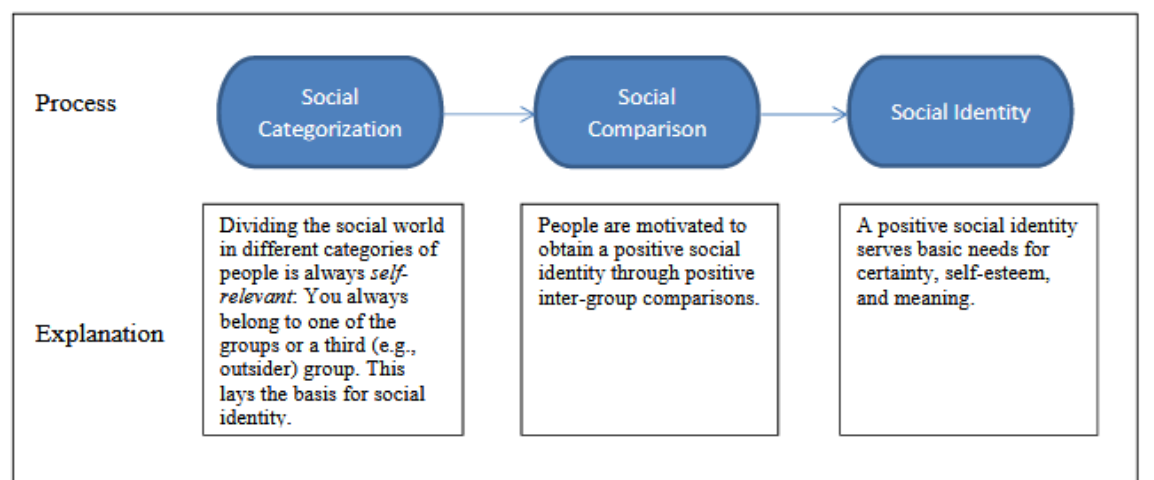 Process
Social
Categorization
Social
Comparison
Social Identity
Explanation
Dividing the social world
in different categories of
people is always self-
relevant. You always
belong to one of the
groups or a third (e.g.,
outsider) group. This
lays the basis for social
identity.
People are motivated to
obtain a positive social
identity through positive
inter-group comparisons.
A positive social identity
serves basic needs for
certainty, self-esteem,
and meaning.